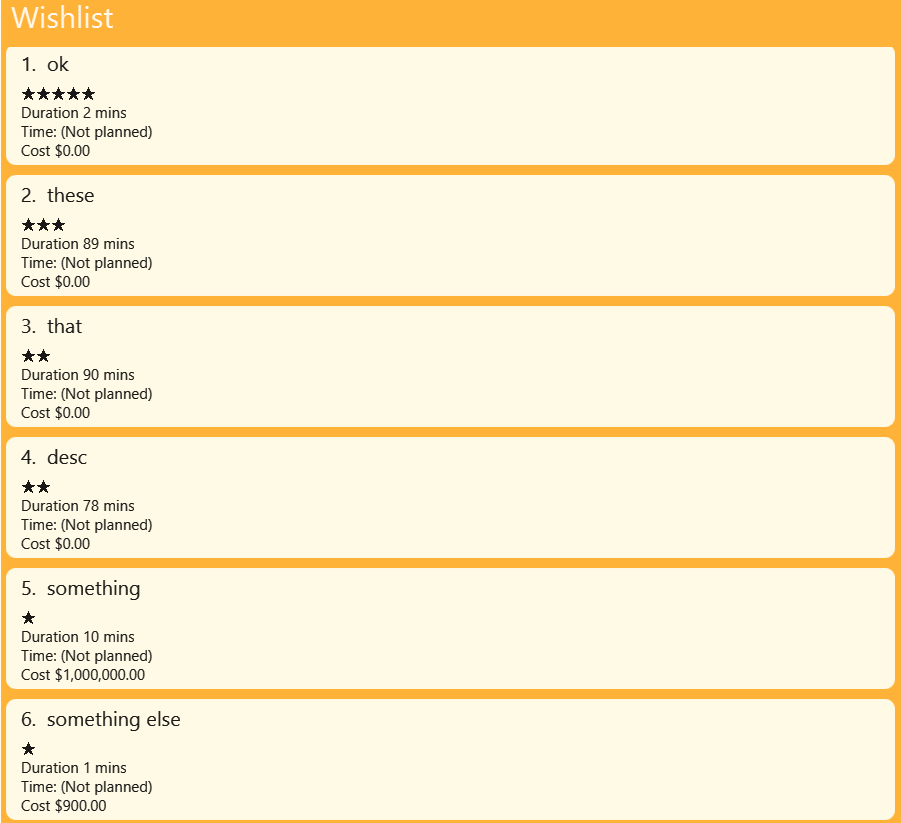 Wishlist
1. ok
★★★★★
Duration 2 mins
Time: (Not planned)
Cost $0.00
2. these
★★★
Duration 89 mins
Time: (Not planned)
Cost $0.00
3. that
★★
Duration 90 mins
Time: (Not planned)
Cost $0.00
4. desc
★★
Duration 78 mins
Time: (Not planned)
Cost $0.00
5. something
★
Duration 10 mins
Time: (Not planned)
Cost $1,000,000.00
6. something else
★
Duration 1 mins
Time: (Not planned)
Cost $900.00